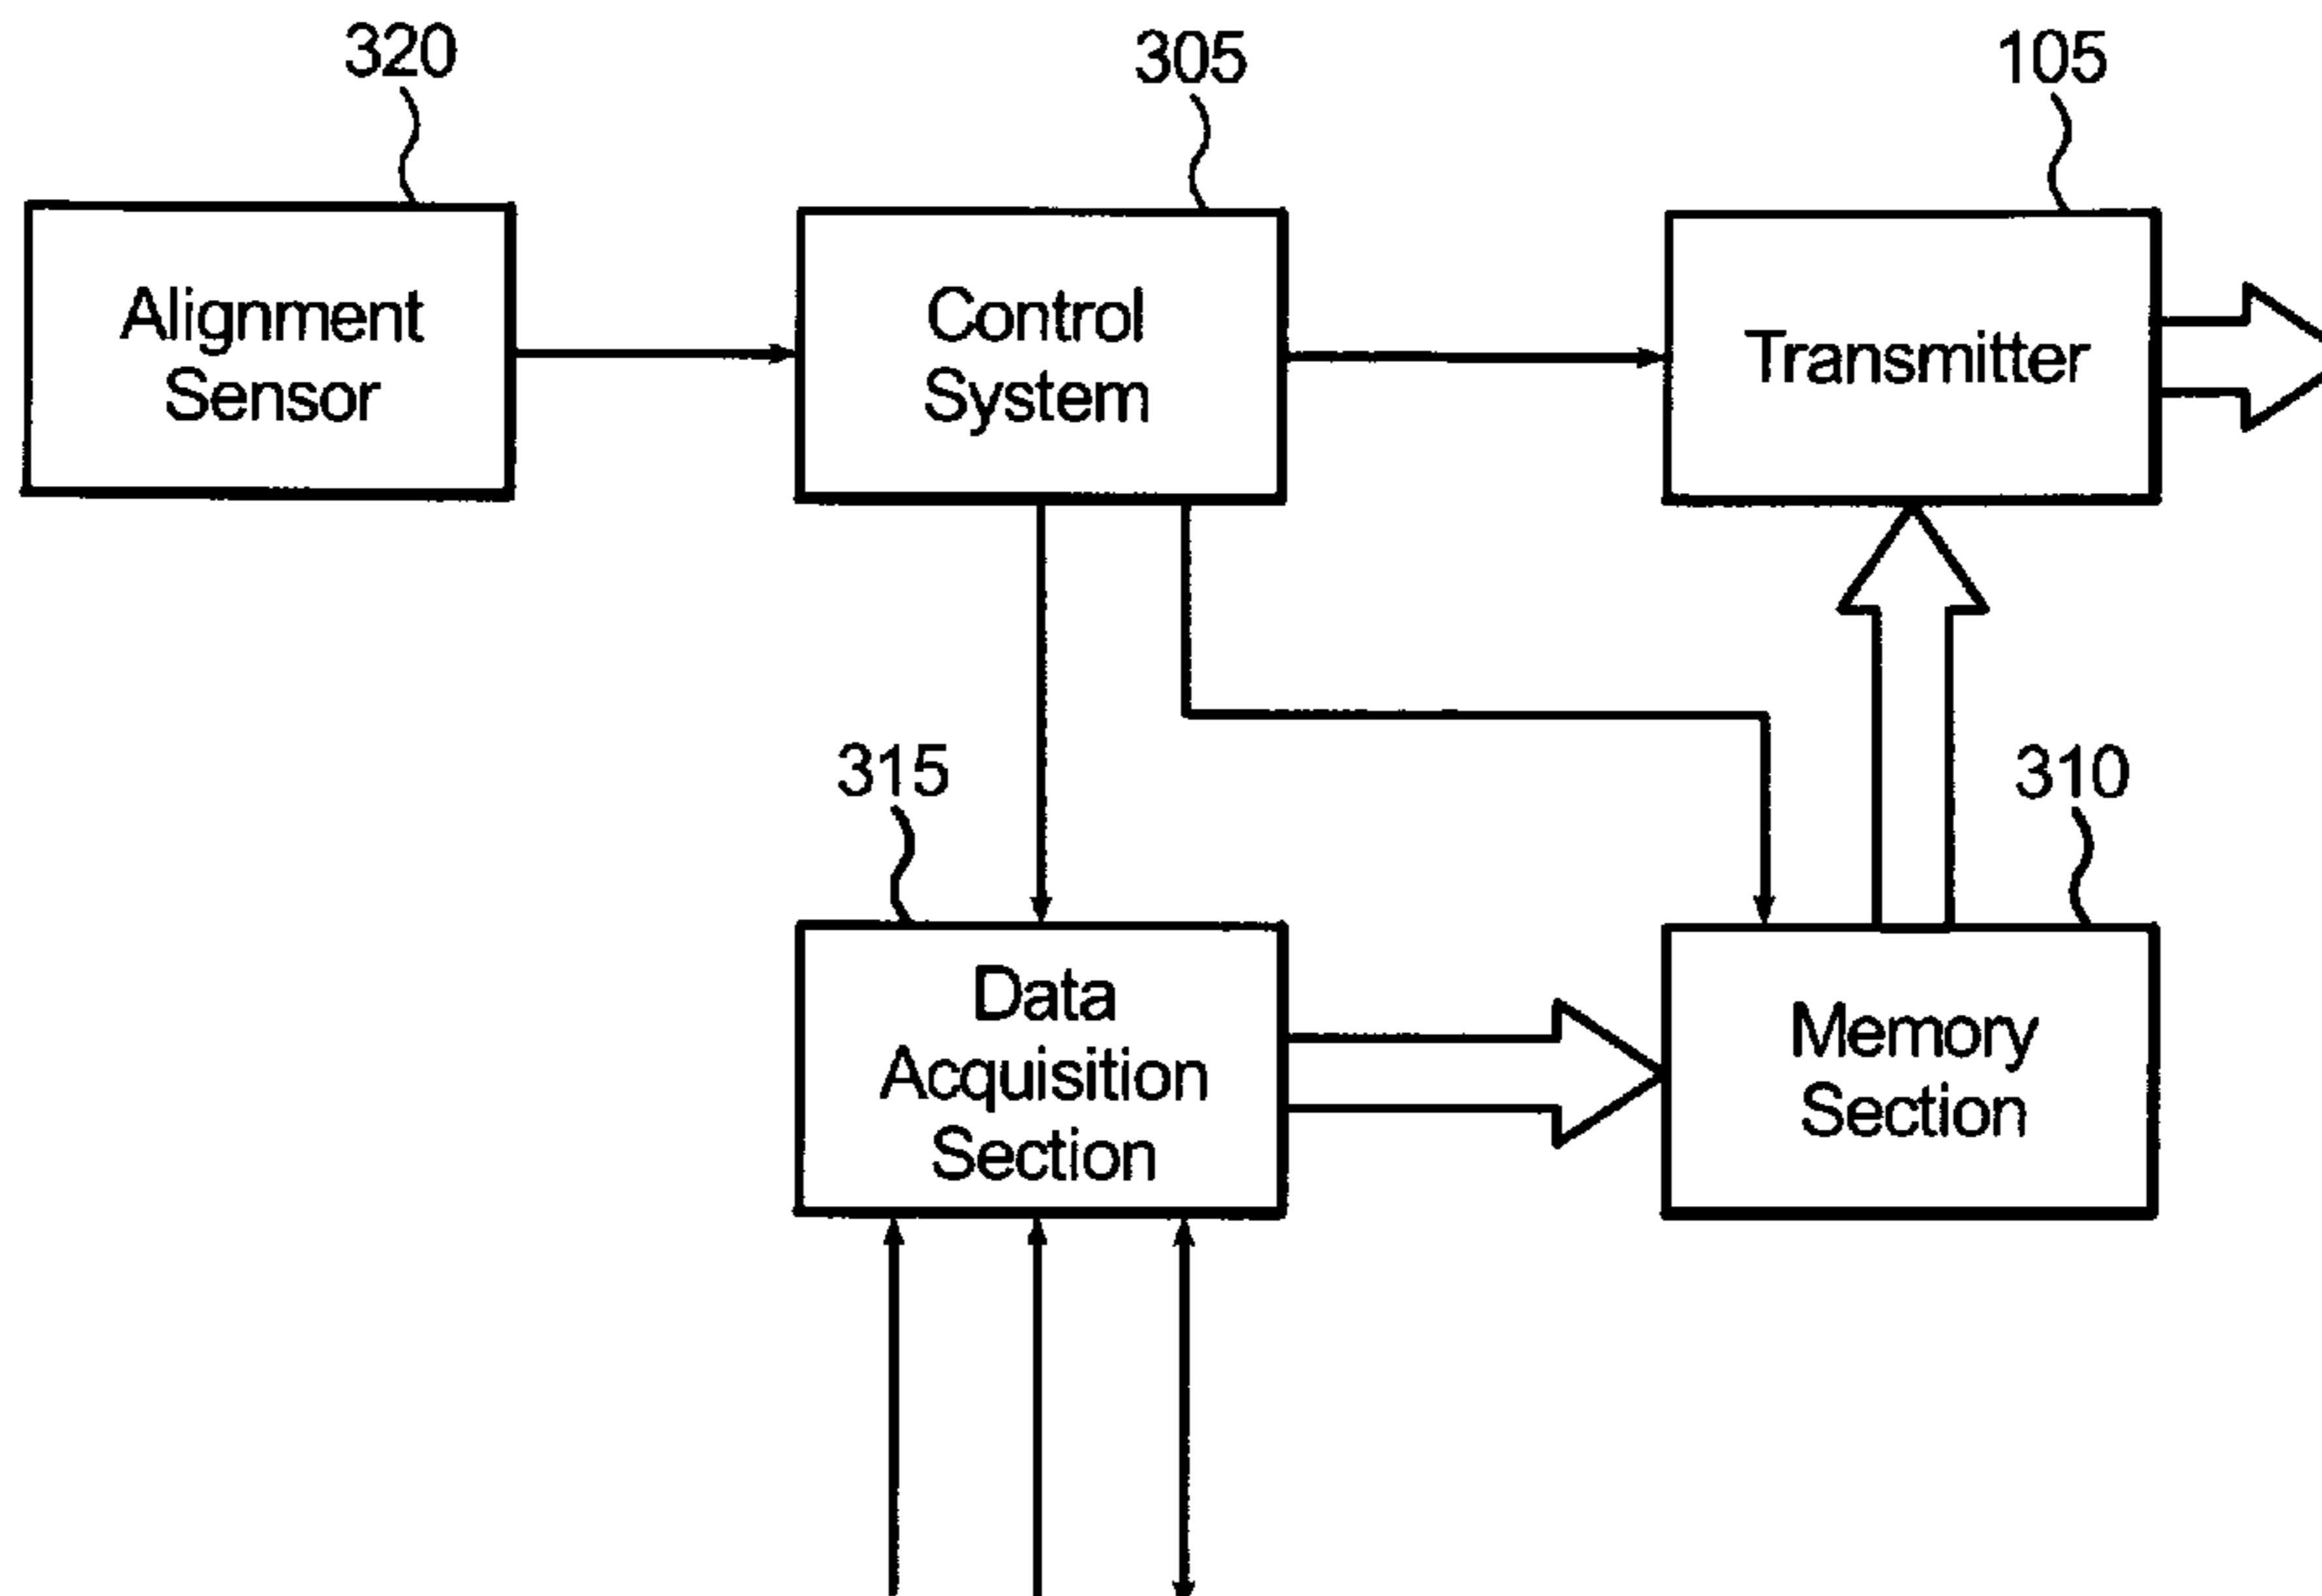 320
305
105
Alignment
Sensor
Control
System
Transmitter
315
310
Data
Acquisition
Section
Memory
Section